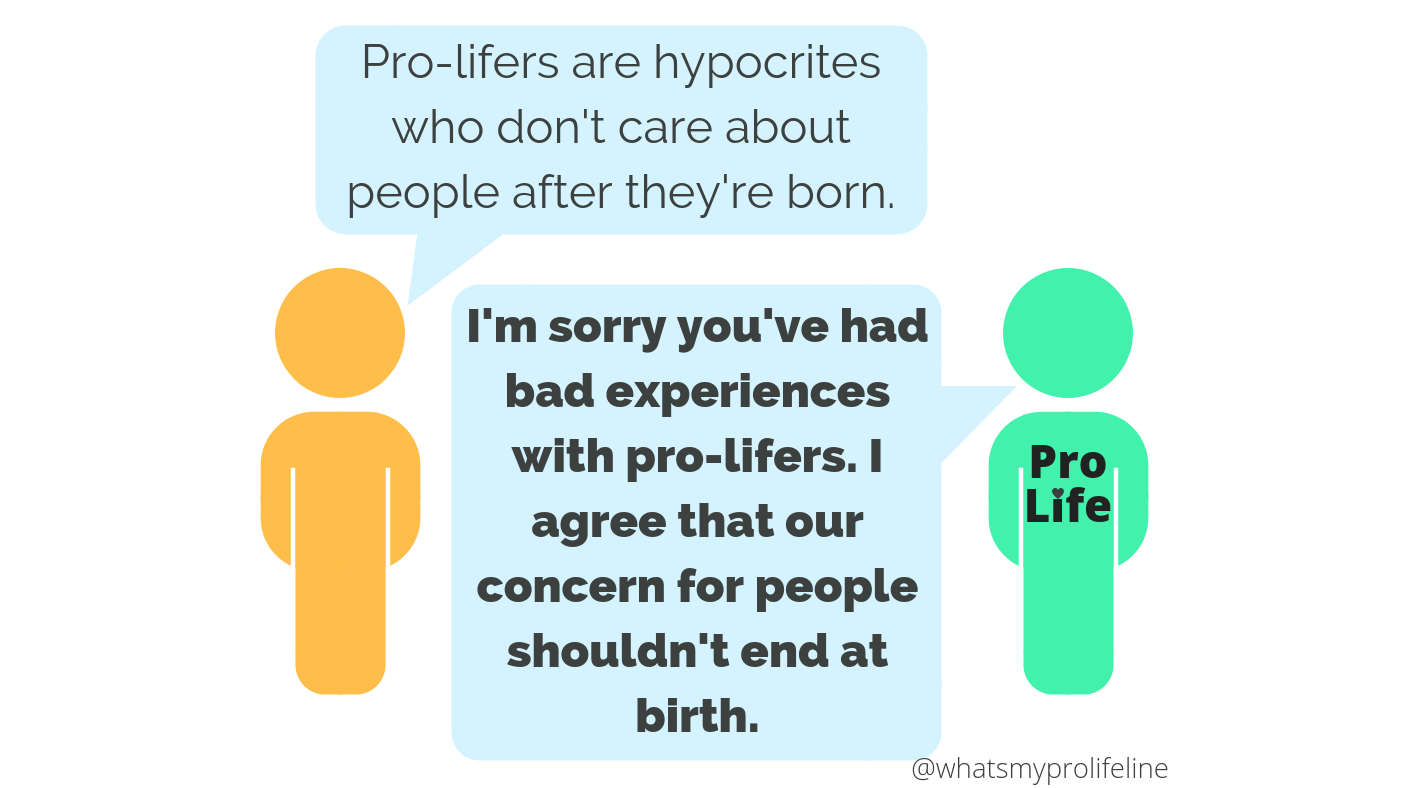 Pro-lifers are hypocrites
who don't care about
people after they're born.
I'm sorry you've had
bad experiences
with pro-lifers. I
agree that our
concern for people
shouldn't end at
birth.
Pro
Life
@whatsmyprolifeline